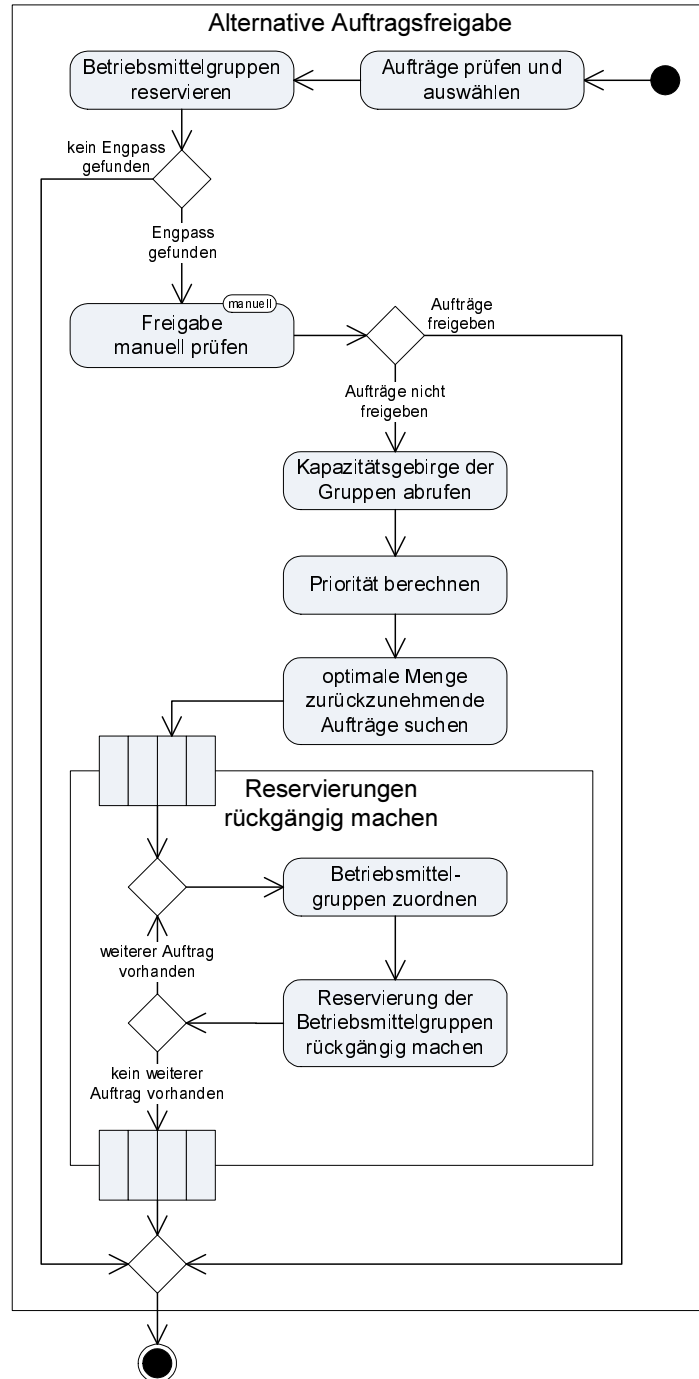 Alternative Auftragsfreigabe
Betriebsmittelgruppen
reservieren
Aufträge prüfen und
auswählen
kein Engpass
gefunden
Engpass
gefunden
manuell
Freigabe
manuell prüfen
Aufträge
freigeben
Aufträge nicht
freigeben
Kapazitätsgebirge der
Gruppen abrufen
Priorität berechnen
optimale Menge
zurückzunehmende
Aufträge suchen
Reservierungen
rückgängig machen
Betriebsmittel-
gruppen zuordnen
weiterer Auftrag
vorhanden
Reservierung der
Betriebsmittelgruppen
rückgängig machen
kein weiterer
Auftrag vorhanden